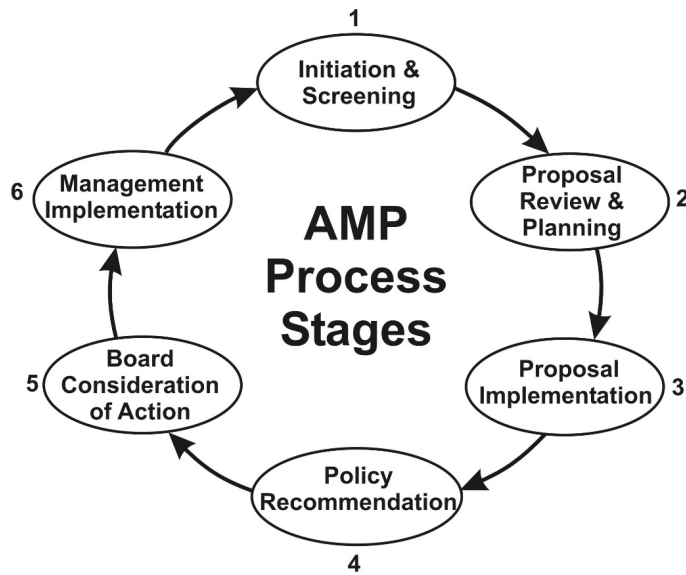 1
Initiation &
Screening
Proposal
Review &
Planning
2
Proposal
Implementation
3
Policy
Recommendation
4
Board
Consideration
of Action
5
Management
Implementation
6
AMP
Process
Stages